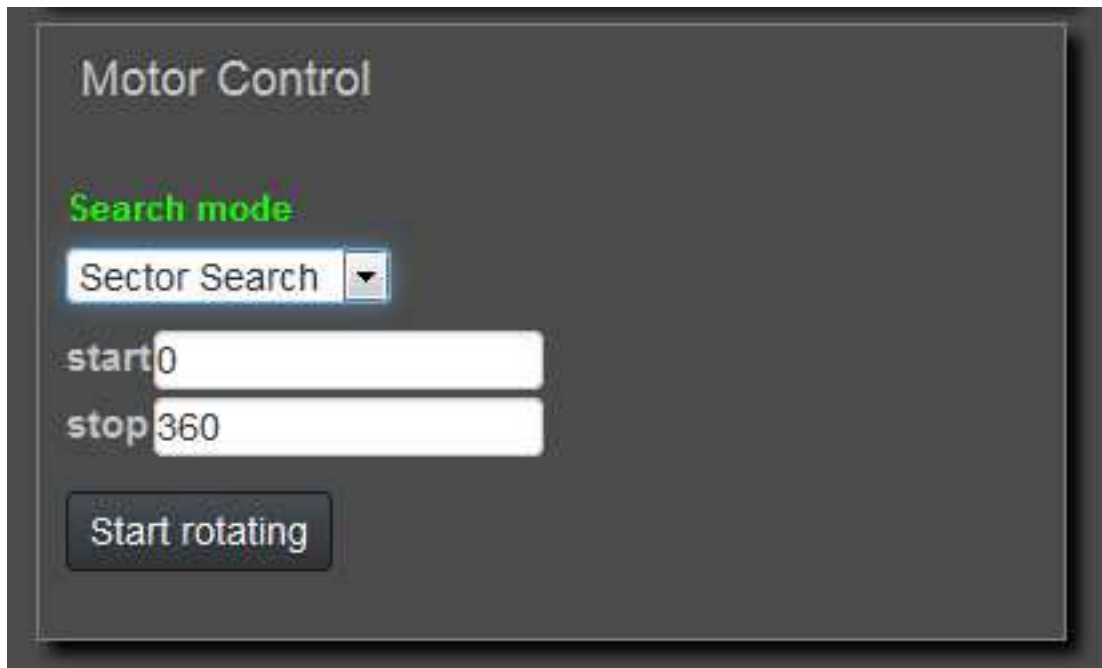 Motor Control
Search mode
Sector Search
start 0
stop 360
Start rotating